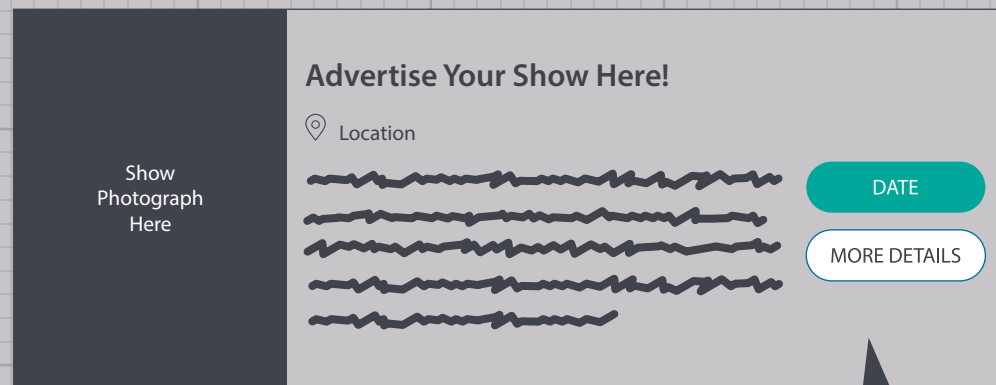 Show
Photograph
Here
Advertise Your Show Here!
Location
DATE
MORE DETAILS